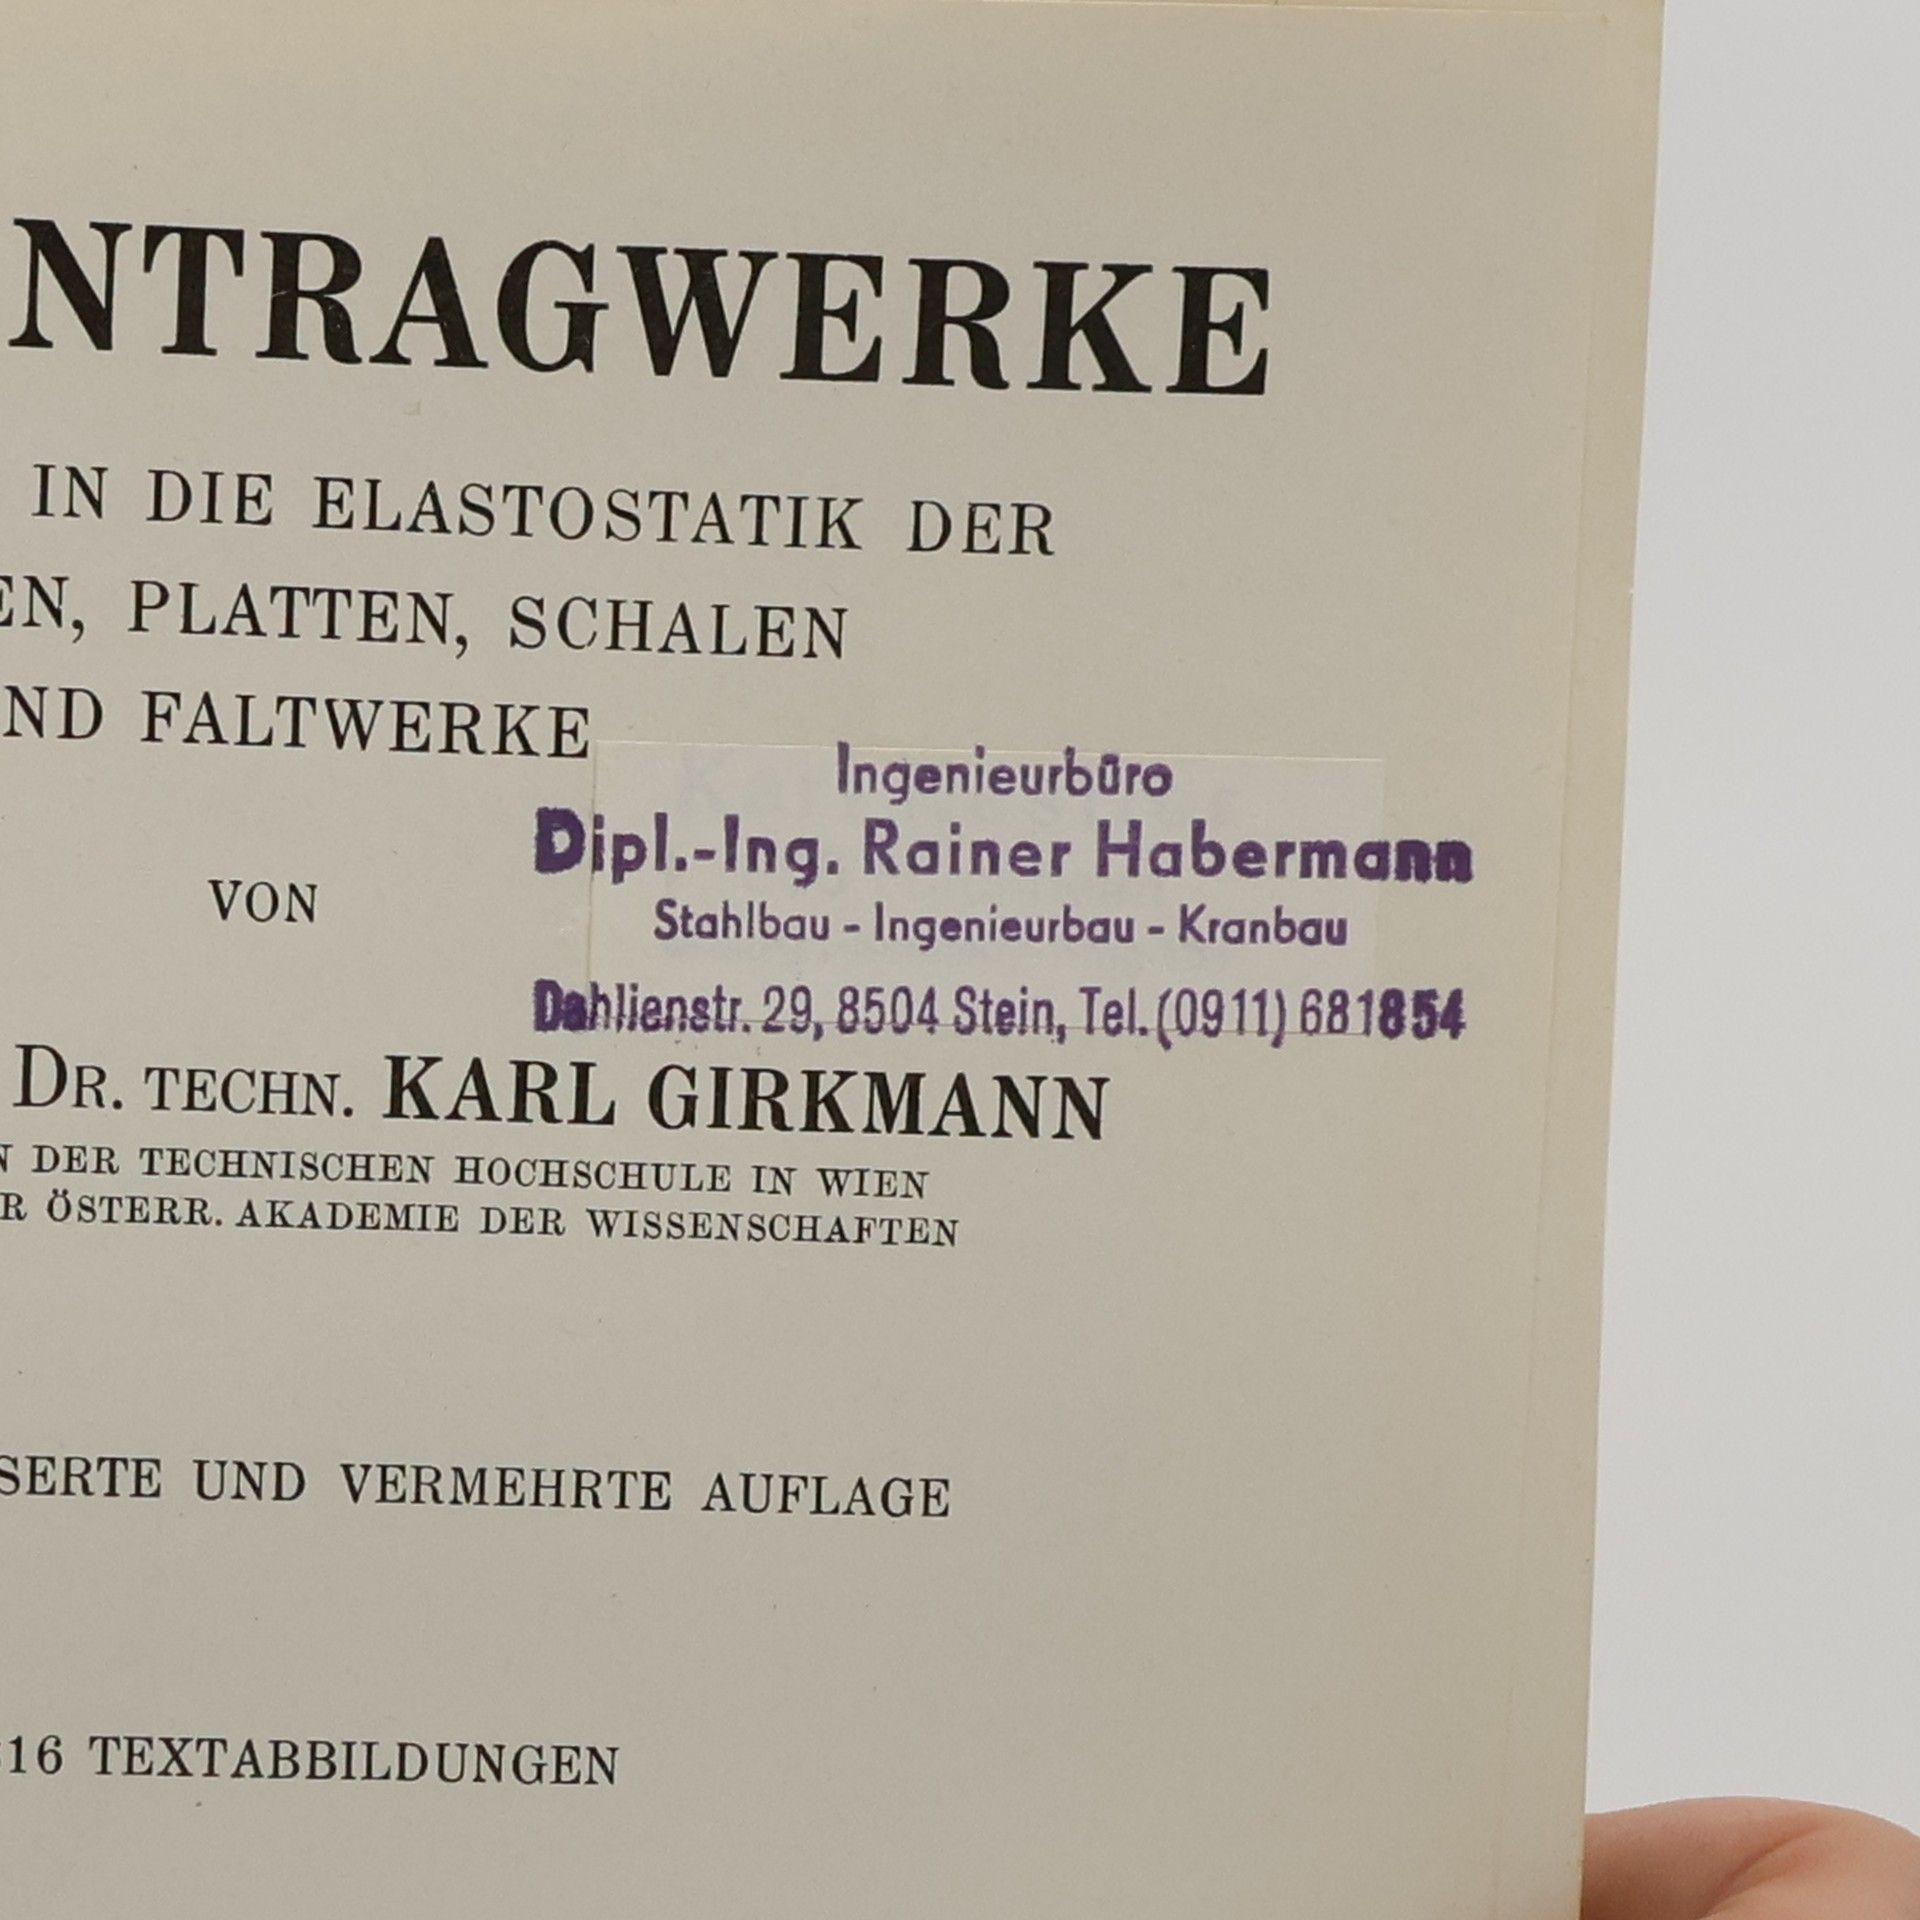 NTRAGWERKE
IN DIE ELASTOSTATIK DER
EN, PLATTEN, SCHALEN
ND FALTWERKE
Ingenieurbüro
Dipl.-Ing. Rainer Habermann
Stahlbau - Ingenieurbau - Kranbau
Dahlienstr. 29, 8504 Stein, Tel. (0911) 681854
VON
DR. TECHN. KARL GIRKMANN
N DER TECHNISCHEN HOCHSCHULE IN WIEN
R ÖSTERR. AKADEMIE DER WISSENSCHAFTEN
SERTE UND VERMEHRTE AUFLAGE
16 TEXTABBILDUNGEN